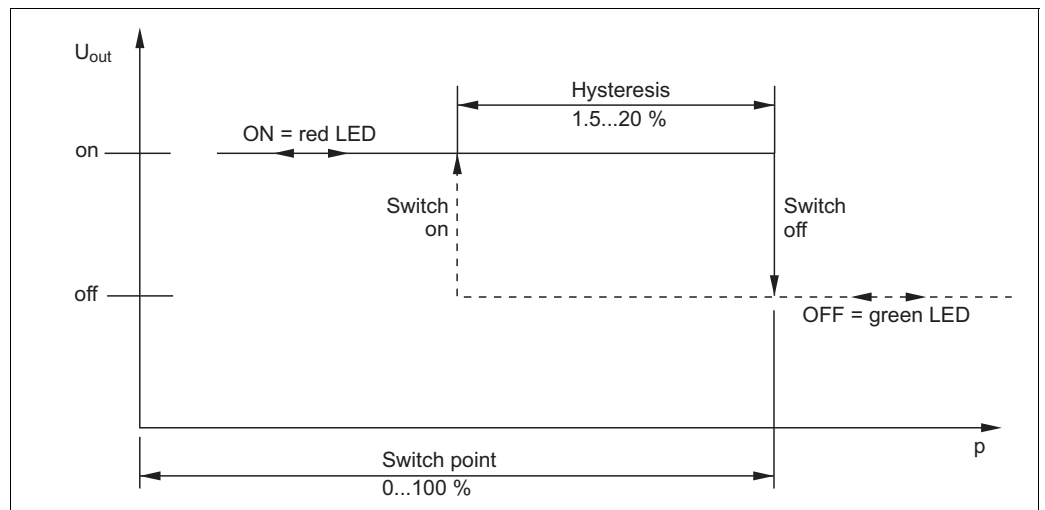 U_out
Hysteresis
1.5...20 %
ON = red LED
on
Switch
on
Switch
off
off
OFF = green LED
p
Switch point
0...100 %